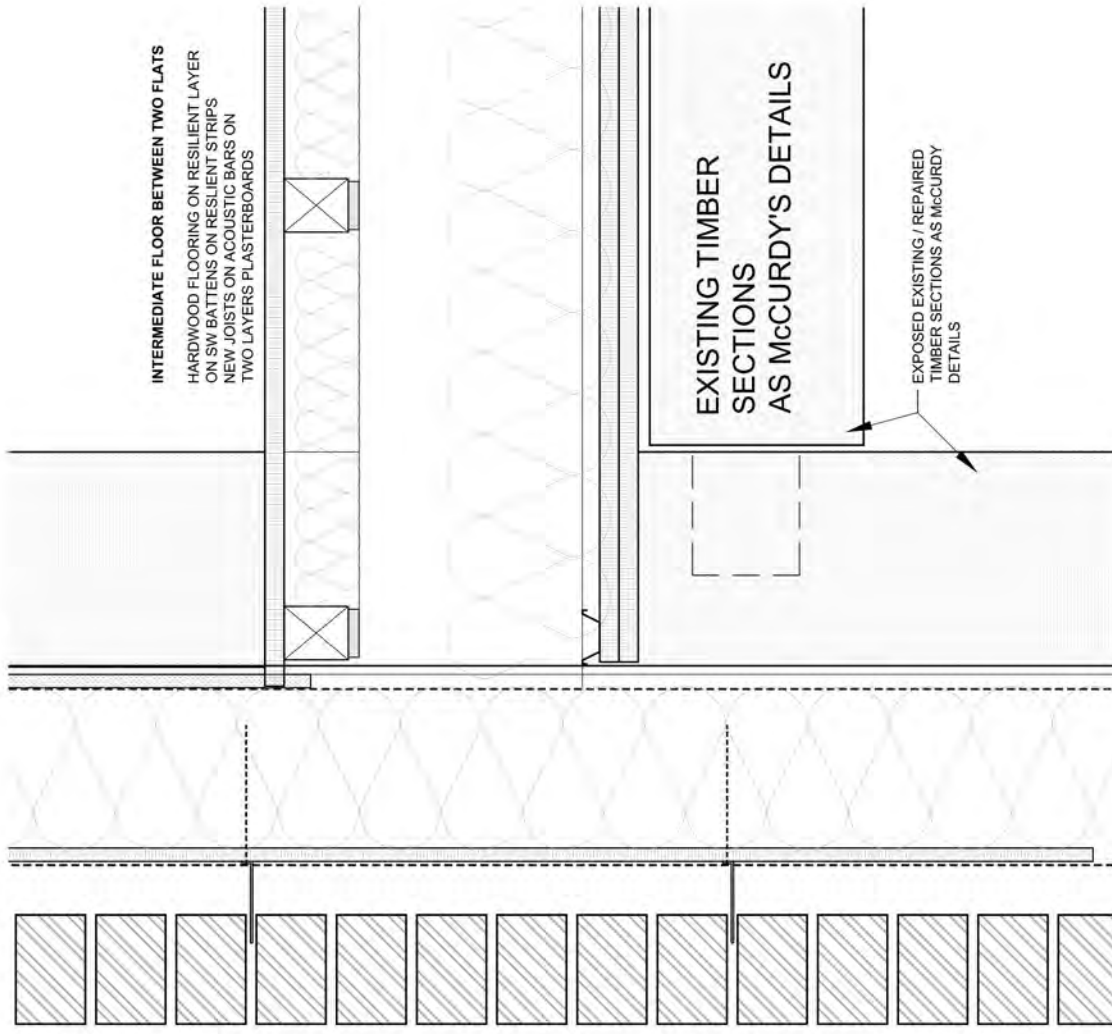 INTERMEDIATE FLOOR BETWEEN TWO FLATS
HARDWOOD FLOORING ON RESILIENT LAYER
ON SW BATTENS ON RESLIENT STRIPS
NEW JOISTS ON ACOUSTIC BARS ON
TWO LAYERS PLASTERBOARDS
EXISTING TIMBER
SECTIONS
AS McCURDY'S DETAILS
EXPOSED EXISTING / REPAIRED
TIMBER SECTIONS AS McCURDY
DETAILS